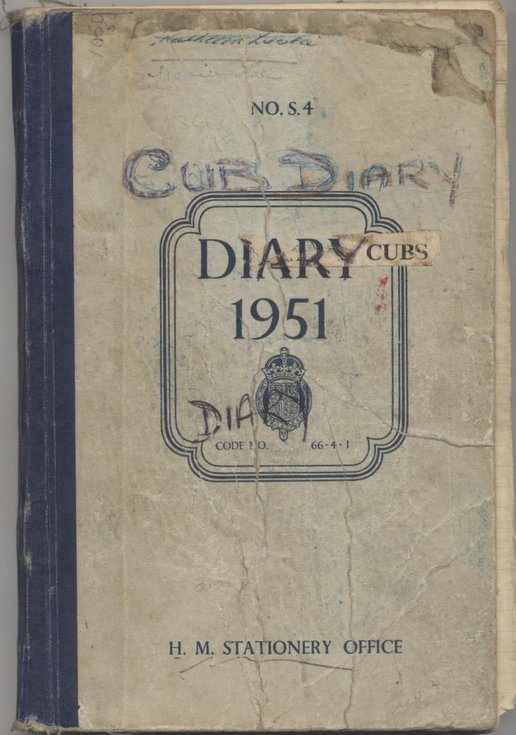 NO. S. 4
CUB DIARY
DIARY CUBS
1951
DIARY
CODE NO. 66-4-1
H. M. STATIONERY OFFICE